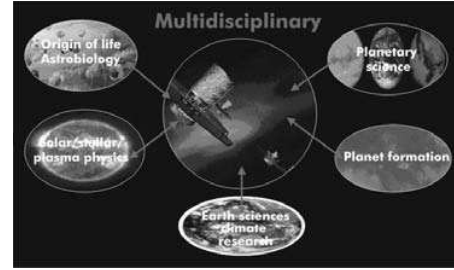 Multidisciplinary
Origin of life
Astrobiology
Planetary
science
Solar/stellar/
plasma physics
Planet formation
Earth sciences
climate
research